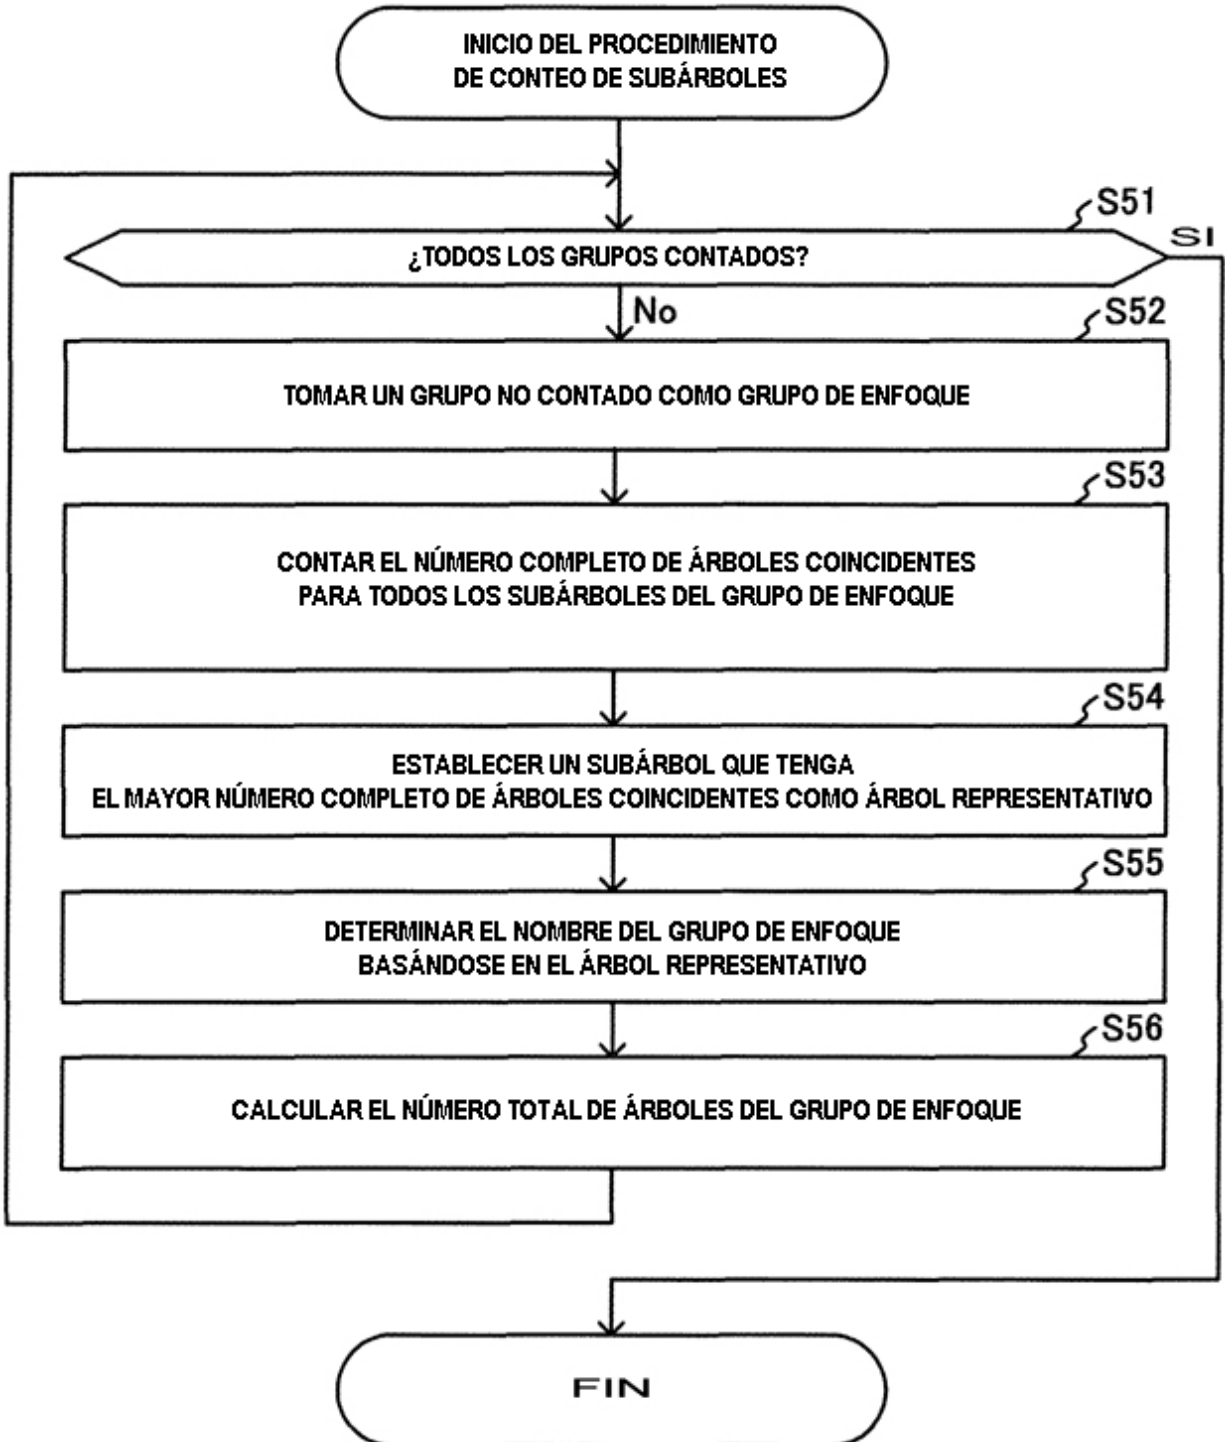 INICIO DEL PROCEDIMIENTO
DE CONTEO DE SUBÁRBOLES
S51
¿TODOS LOS GRUPOS CONTADOS?
SI
No
S52
TOMAR UN GRUPO NO CONTADO COMO GRUPO DE ENFOQUE
S53
CONTAR EL NÚMERO COMPLETO DE ÁRBOLES COINCIDENTES
PARA TODOS LOS SUBÁRBOLES DEL GRUPO DE ENFOQUE
S54
ESTABLECER UN SUBÁRBOL QUE TENGA
EL MAYOR NÚMERO COMPLETO DE ÁRBOLES COINCIDENTES COMO ÁRBOL REPRESENTATIVO
S55
DETERMINAR EL NOMBRE DEL GRUPO DE ENFOQUE
BASÁNDOSE EN EL ÁRBOL REPRESENTATIVO
S56
CALCULAR EL NÚMERO TOTAL DE ÁRBOLES DEL GRUPO DE ENFOQUE
FIN